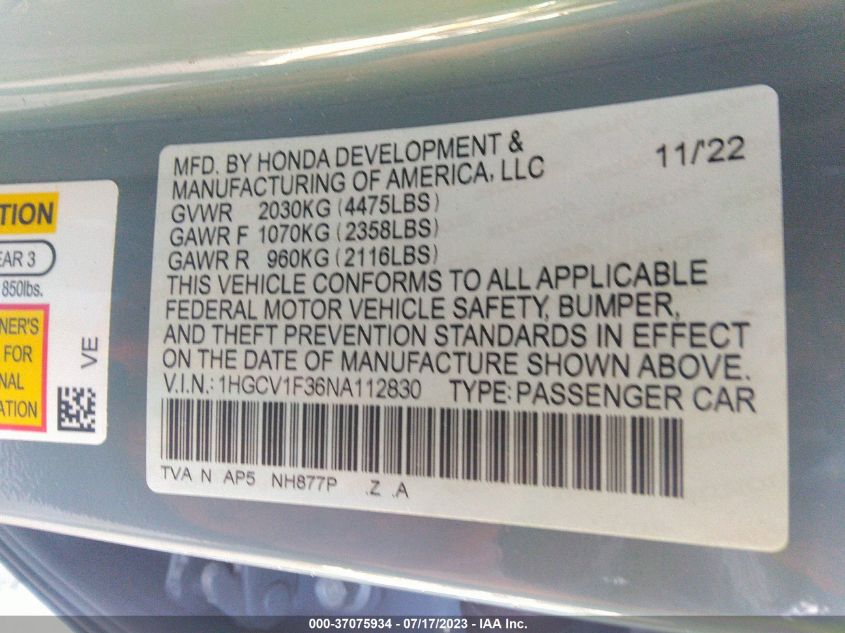 MFD. BY HONDA DEVELOPMENT & 11/'22
MANUFACTURING OF AMERICA, LLC
GVWR 2030KG (4475LBS)
GAWR F 1070KG (2358LBS)
GAWR R 960KG (2116LBS)
THIS VEHICLE CONFORMS TO ALL APPLICABLE
FEDERAL MOTOR VEHICLE SAFETY, BUMPER,
AND THEFT PREVENTION STANDARDS IN EFFECT
ON THE DATE OF MANUFACTURE SHOWN ABOVE.
V.I.N.: 1HGCV1F36NA112830 TYPE: PASSENGER CAR
TVA N AP5 NH877P .Z .A
TION
EAR 3
850lbs.
NER'S
FOR
NAL
ATION
VE
000-37075934 - 07/17/2023 - IAA Inc.